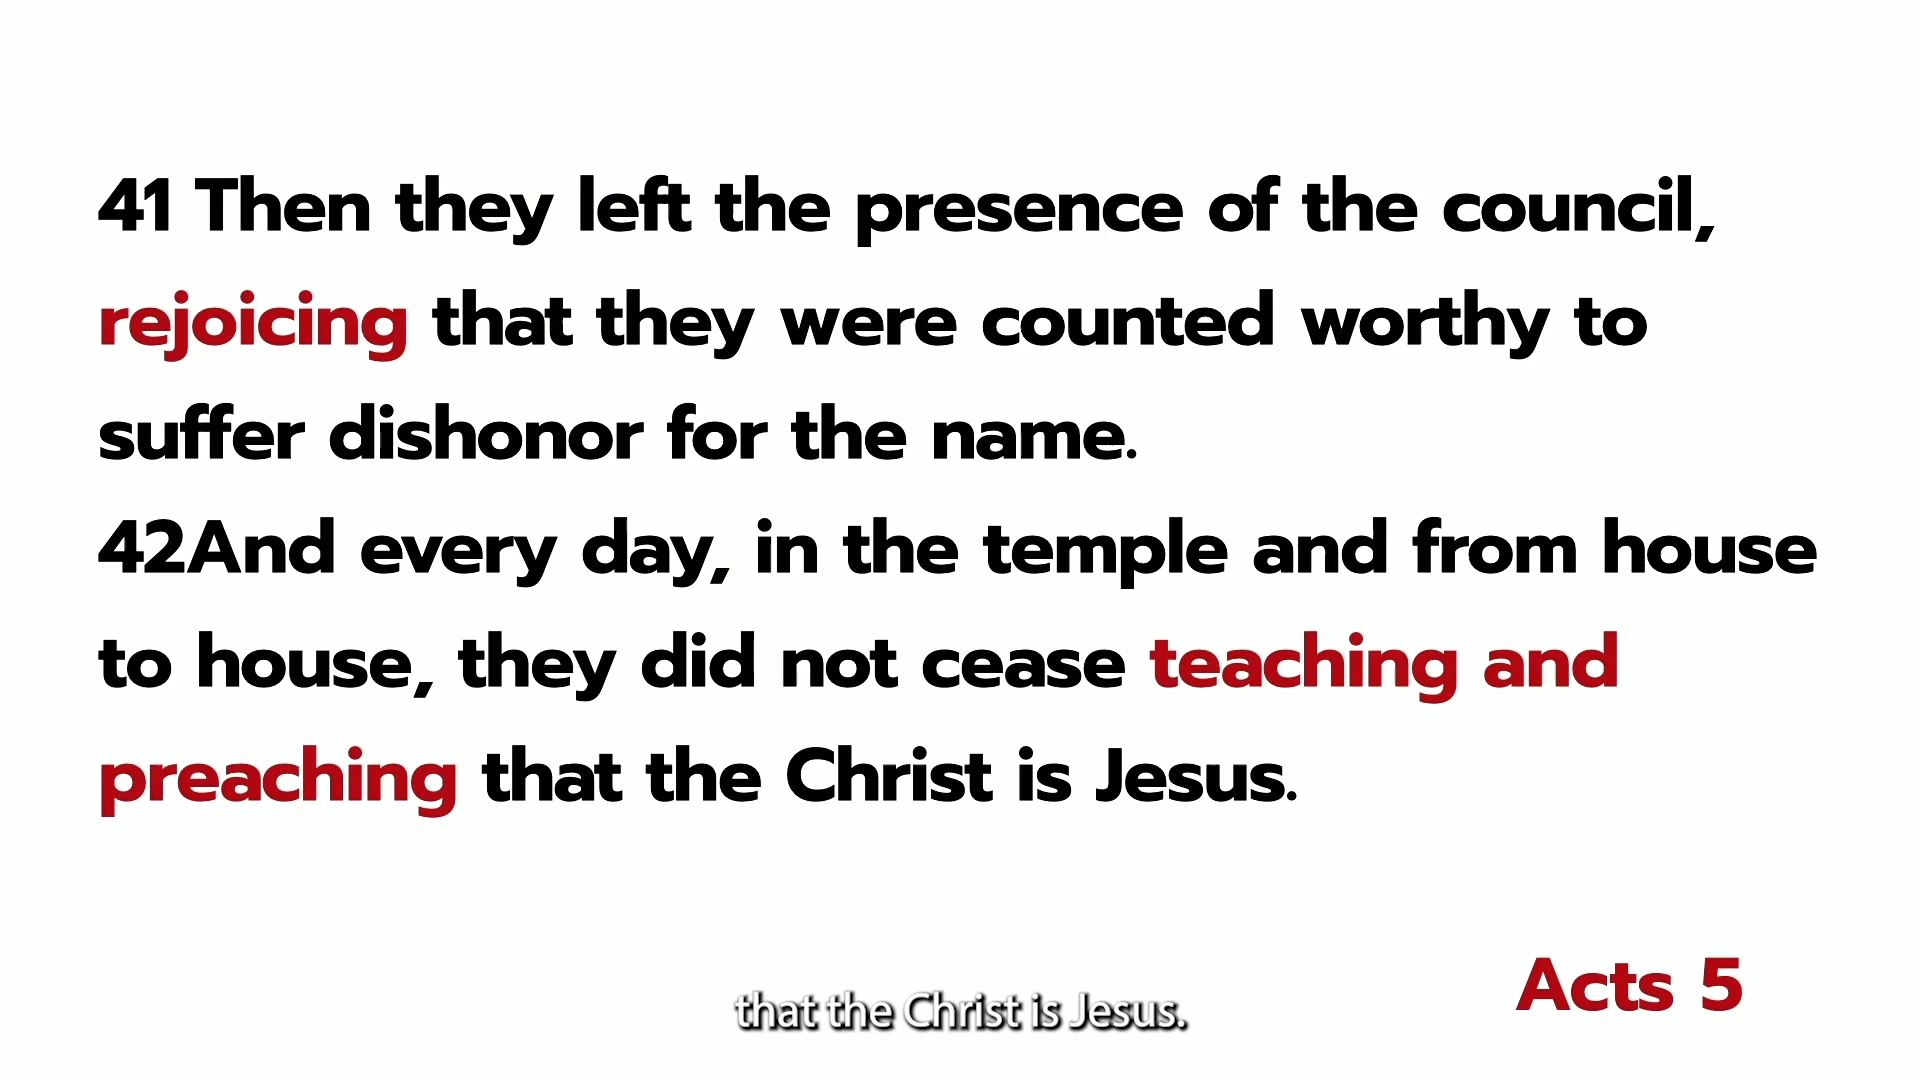 41 Then they left the presence of the council,
rejoicing that they were counted worthy to
suffer dishonor for the name.
42And every day, in the temple and from house
to house, they did not cease teaching and
preaching that the Christ is Jesus.
Acts 5
that the Christ is Jesus.